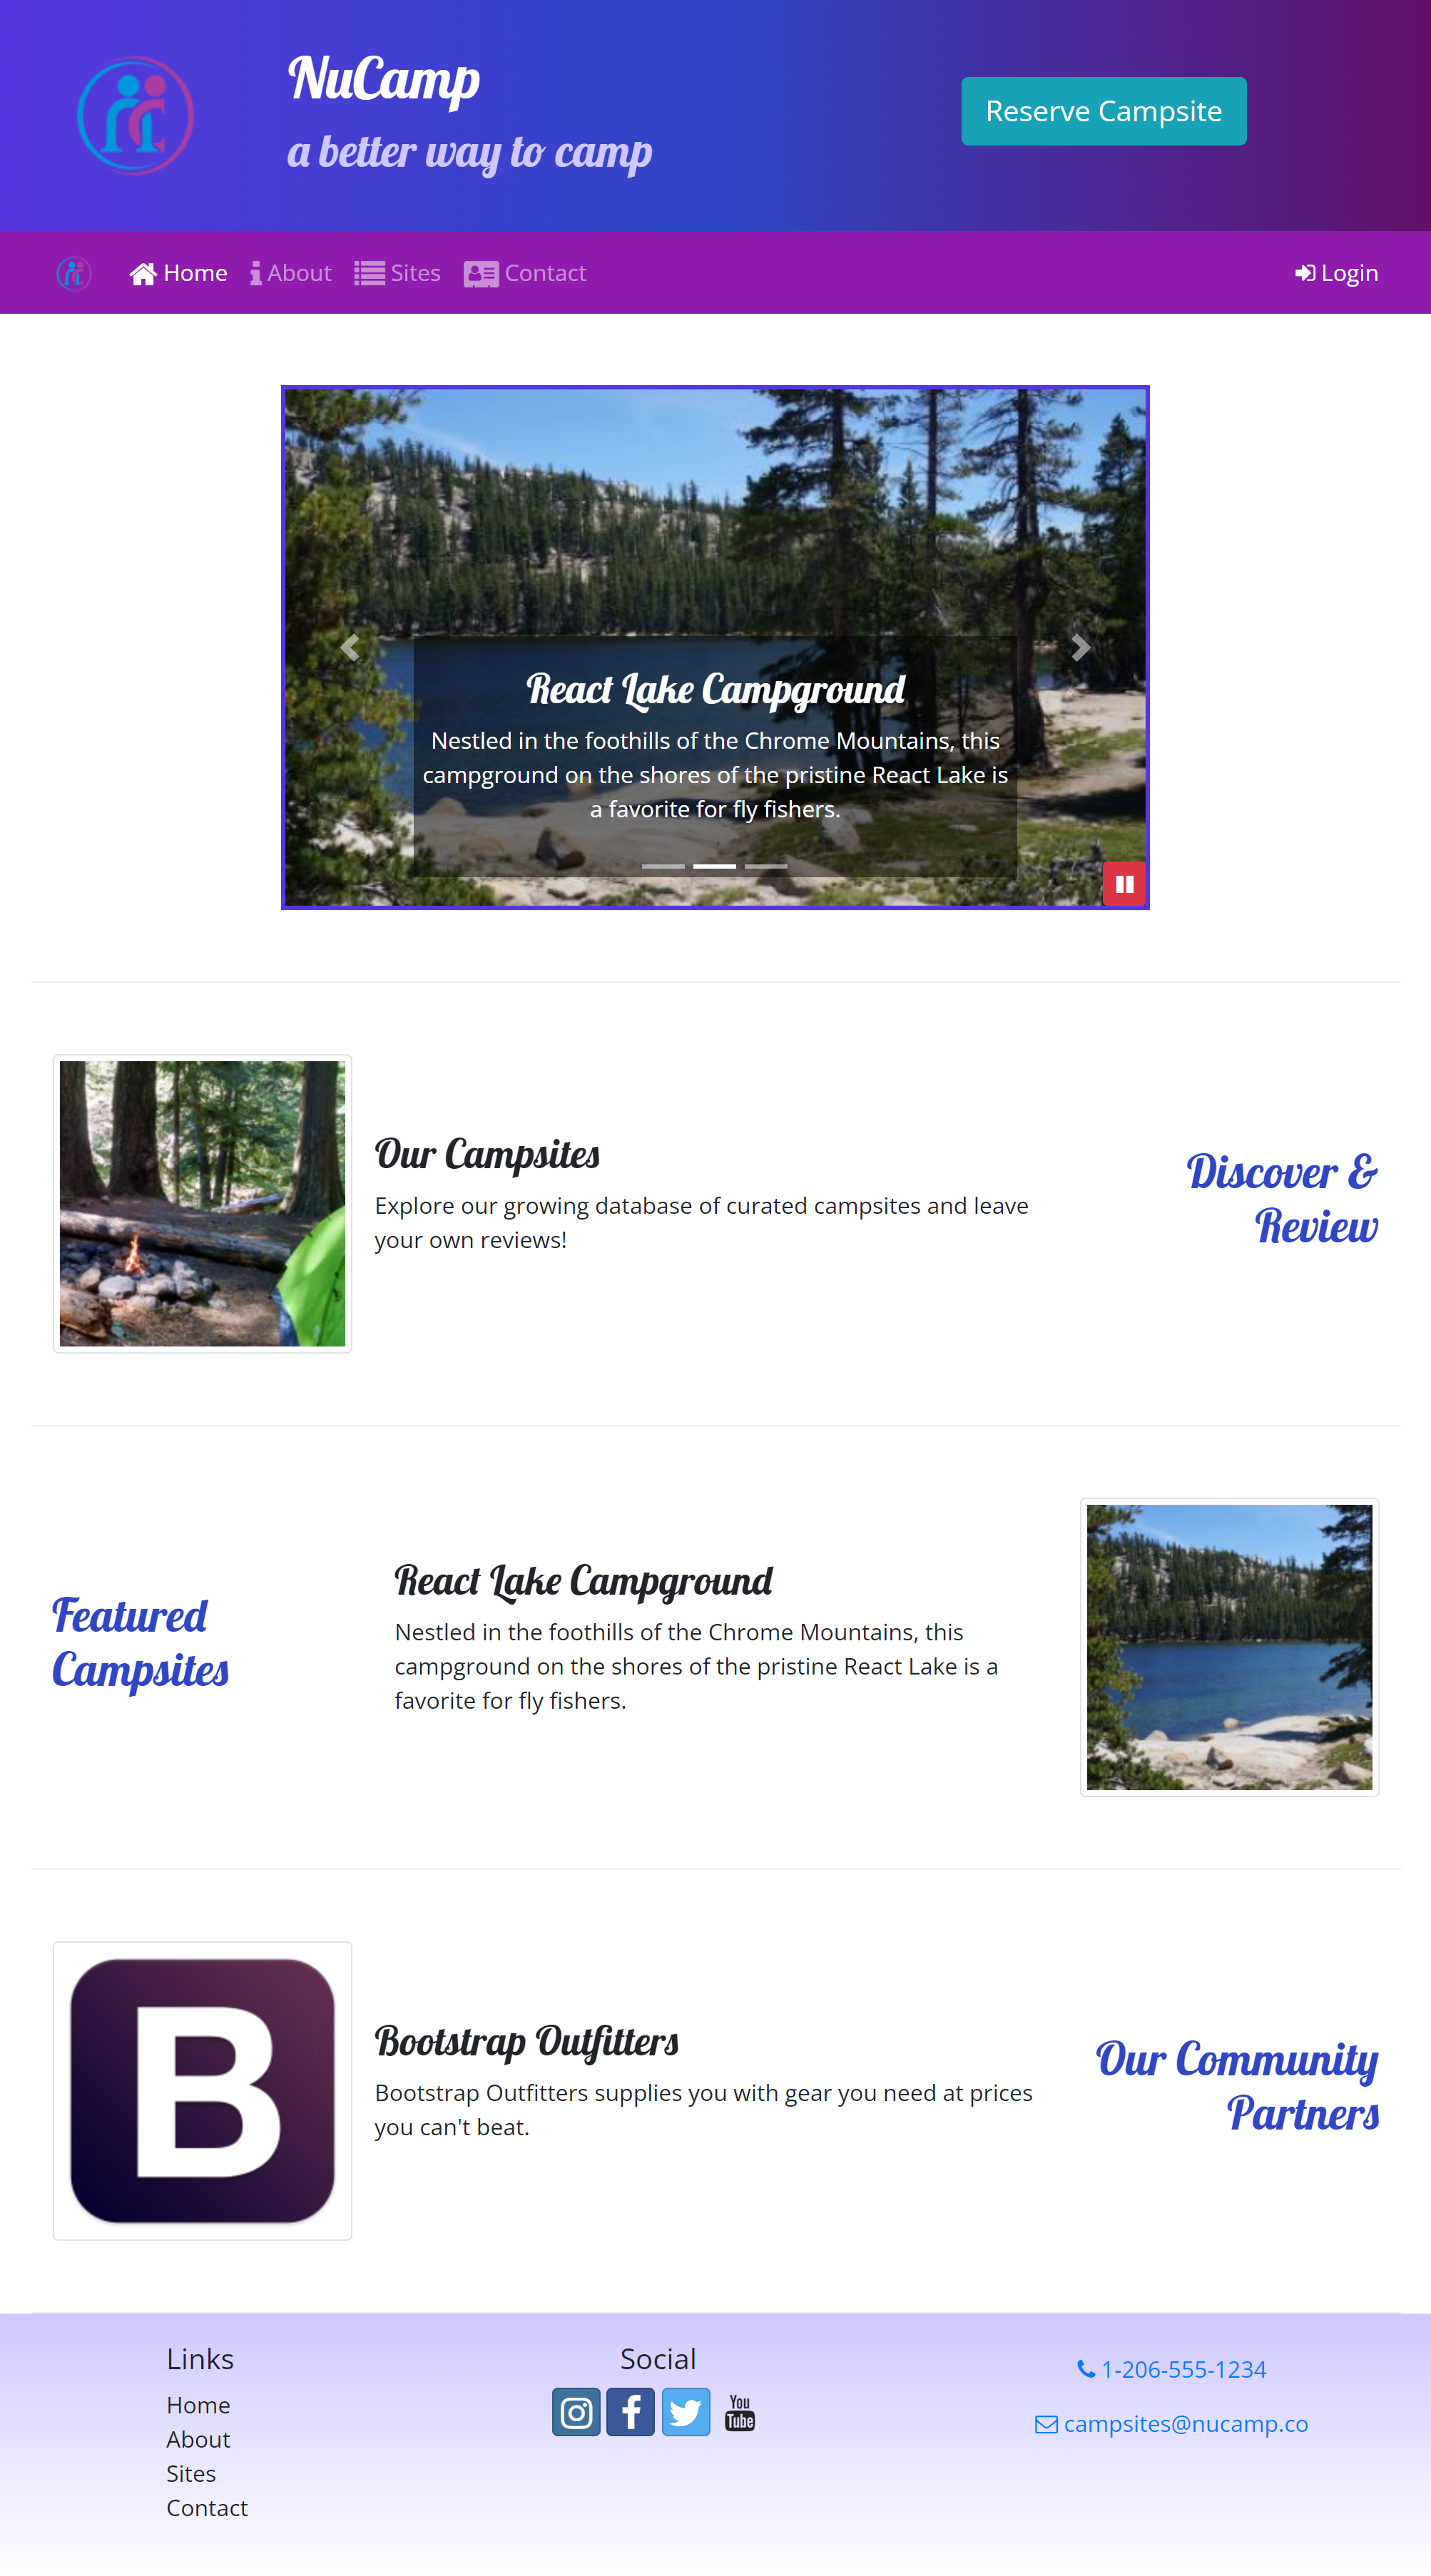 NuCamp
a better way to camp
Reserve Campsite
Home
About
Sites
Contact
Login
React Lake Campground
Nestled in the foothills of the Chrome Mountains, this
campground on the shores of the pristine React Lake is
a favorite for fly fishers.
Our Campsites
Explore our growing database of curated campsites and leave
your own reviews!
Discover &
Review
Featured
Campsites
React Lake Campground
Nestled in the foothills of the Chrome Mountains, this
campground on the shores of the pristine React Lake is a
favorite for fly fishers.
B
Bootstrap Outfitters
Bootstrap Outfitters supplies you with gear you need at prices
you can't beat.
Our Community
Partners
Links
Home
About
Sites
Contact
Social
You
Tube
1-206-555-1234
campsites@nucamp.co